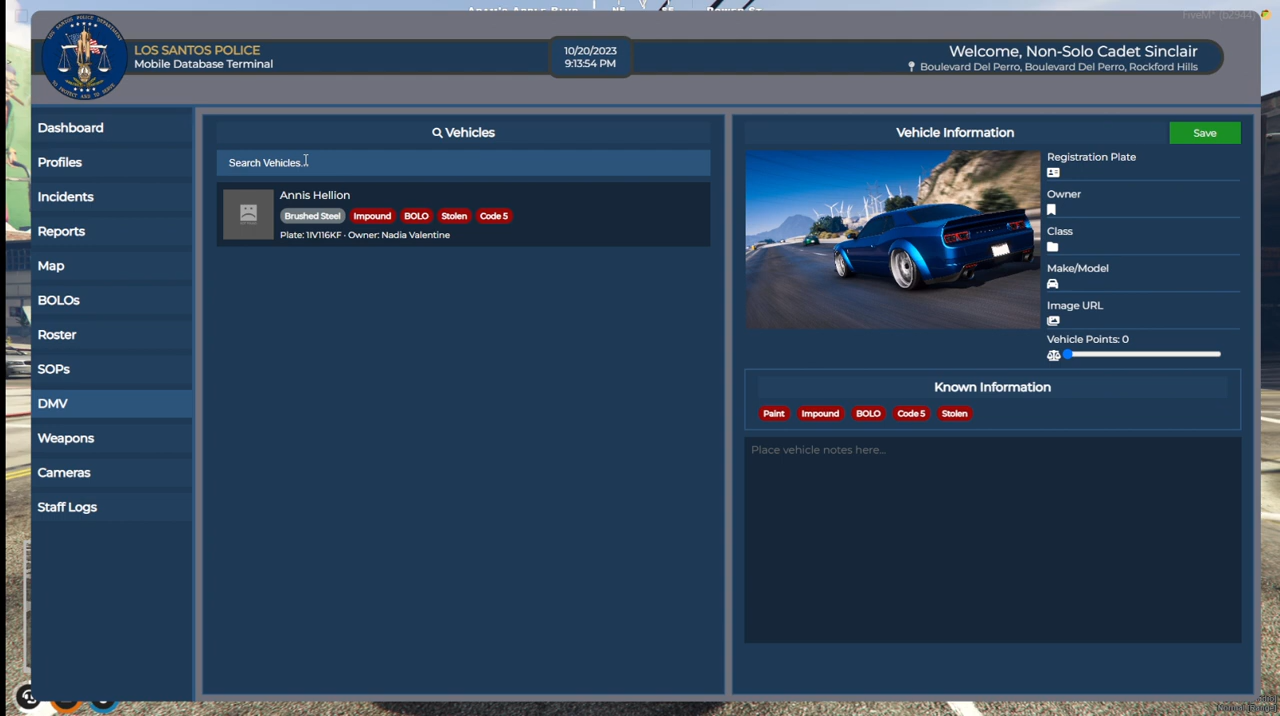 FiveM® (b2944)
LOS SANTOS POLICE
Mobile Database Terminal
10/20/2023
9:13:54 PM
Welcome, Non-Solo Cadet Sinclair
Boulevard Del Perro, Boulevard Del Perro, Rockford Hills
Dashboard
Profiles
Incidents
Reports
Map
BOLOs
Roster
SOPs
DMV
Weapons
Cameras
Staff Logs
Vehicles
Search Vehicles...
Annis Hellion
Brushed Steel Impound BOLO Stolen Code 5
Plate: 1IV116KF · Owner: Nadia Valentine
Vehicle Information
Save
Registration Plate
Owner
Class
Make/Model
Image URL
Vehicle Points: 0
Known Information
Paint Impound BOLO Code 5 Stolen
Place vehicle notes here...